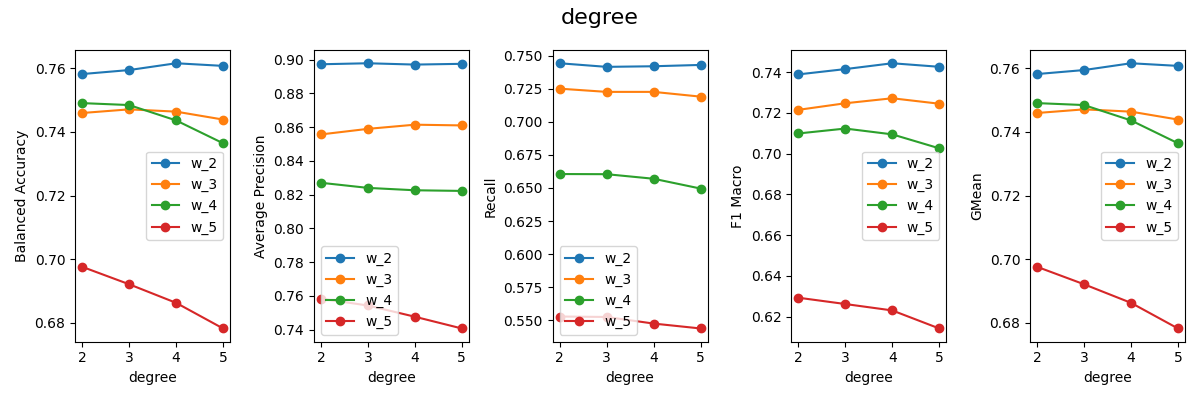 degree
Balanced Accuracy
0.76
0.74
0.72
0.70
0.68
w_2
w_3
w_4
w_5
2 3 4 5
degree
Average Precision
0.90
0.88
0.86
0.84
0.82
0.80
0.78
0.76
0.74
w_2
w_3
w_4
w_5
2 3 4 5
degree
Recall
0.750
0.725
0.700
0.675
0.650
0.625
0.600
0.575
0.550
w_2
w_3
w_4
w_5
2 3 4 5
degree
F1 Macro
0.74
0.72
0.70
0.68
0.66
0.64
0.62
w_2
w_3
w_4
w_5
2 3 4 5
degree
GMean
0.76
0.74
0.72
0.70
0.68
w_2
w_3
w_4
w_5
2 3 4 5
degree